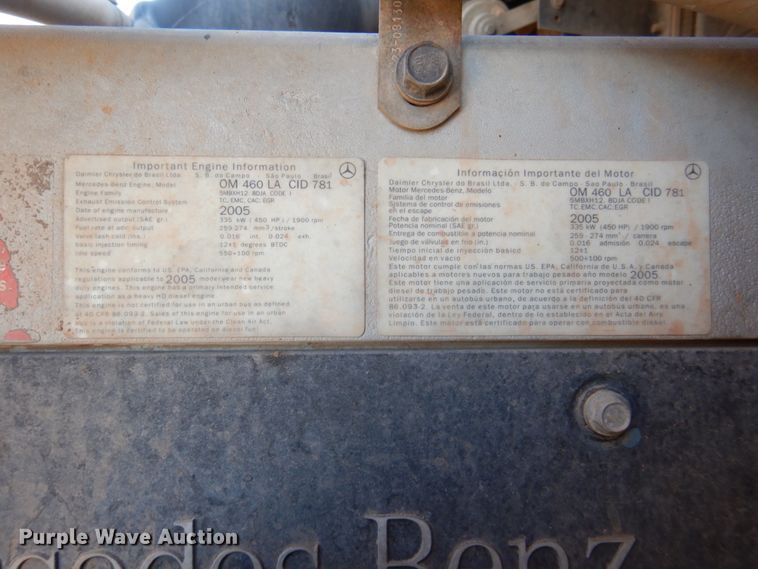 Important Engine Information
Daimler Chrysler do Brasil Ltda. S. B. do Campo São Paulo Brasil
Mercedes-Benz Engine, Model OM 460 LA CID 781
Engine Family 5MBXH12. 8DJA CODE I
Exhaust Emission Control System TC, EMC, CAC, EGR
Date of engine manufacture 2005
Advertised output (SAE gr.) 335 kW ( 450 HP ) / 1900 rpm
Fuel rate at adv. output 259-274 mm³/stroke
Valve lash cold (ins.) 0.016 int. 0.024 exh.
basic injection timing 12±1 degrees BTDC
Idle speed 550±100 rpm
This engine conforms to US. EPA, California and Canada
regulations applicable to 2005 model year new heavy
duty engines. This engine has a primary intended service
application as a heavy HD diesel engine.
This engine is not certified for use in an urban bus as defined
at 40 CFR 86.093-2. Sales of this engine for use in an urban
bus is a violation of Federal Law under the Clean Air Act.
This engine is certified to be operated on diesel fuel
Información Importante del Motor
Daimler Chrysler do Brasil Ltda. S. B. do Campo Sao Paulo Brasil
Motor Mercedes-Benz, Modelo OM 460 LA CID 781
Familia del motor 5MBXH12. 8DJA CODE I
Sistema de control de emisiones TC, EMC, CAC, EGR
en el escape
Fecha de fabricación del motor 2005
Potencia nominal (SAE gr.) 335 kW ( 450 HP ) / 1900 rpm
Entrega de combustible a potencia nominal 259-274 mm³ / carrera
Juego de válvulas en frio (in.) 0.016 admisión 0.024 escape
Tiempo inicial de inyección basico 12±1
Velocidad en vacio 500±100 rpm
Este motor cumple con las normas US. EPA, California de U.S.A. y Canada
aplicables a motores nuevos para trabajo pesado año modelo 2005.
Este motor tiene una aplicación de servicio primaria proyectada como motor
diesel de trabajo pesado. Este motor no está certificado para
utilizarse en un autobús urbano, de acuerdo a la definición del 40 CFR
86.093-2. La venta de este motor para usarse en un autobus urbano, es una
violación de la Ley Federal, dentro de lo establecido en el Acta del Aire
Limpio. Este motor está certificado para operar con combustible diesel.
Purple Wave Auction
rcedes-Benz